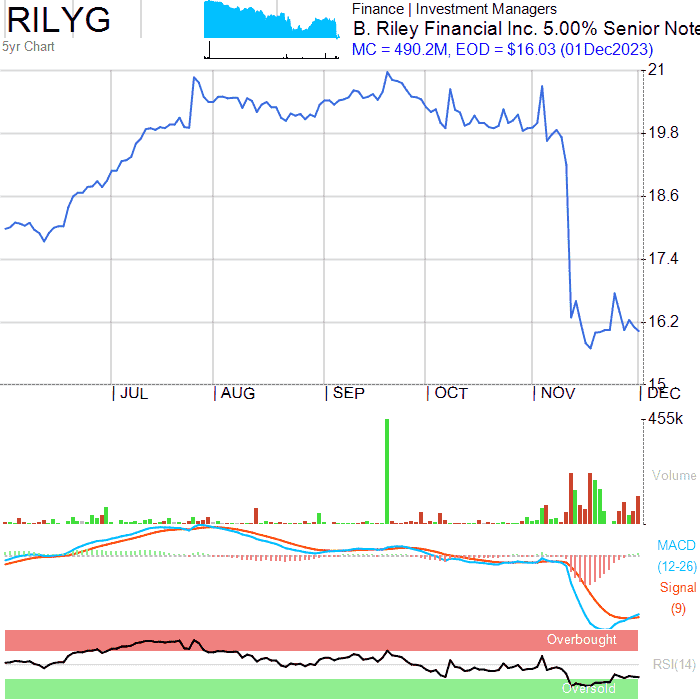 RILYG
5yr Chart
Finance | Investment Managers
B. Riley Financial Inc. 5.00% Senior Note
MC = 490.2M, EOD = $16.03 (01Dec2023)
21
19.8
18.6
17.4
16.2
15
JUL AUG SEP OCT NOV DEC
455k
Volume
MACD
(12-26)
Signal
(9)
Overbought
RSI(14)
Oversold